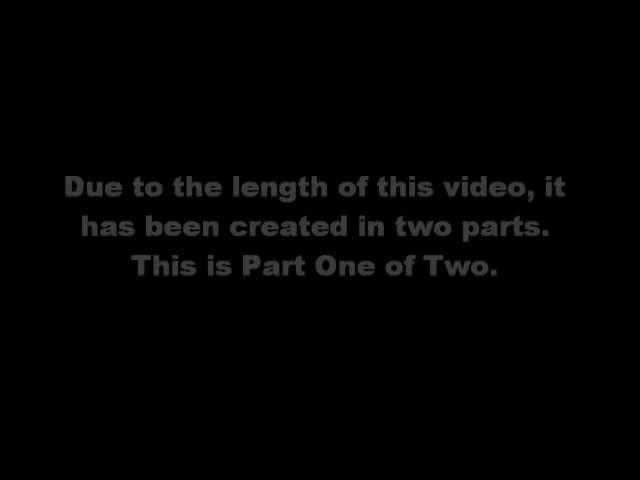 Due to the length of this video, it
has been created in two parts.
This is Part One of Two.